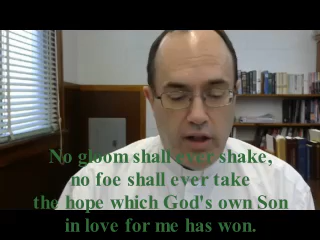 No gloom shall ever shake,
no foe shall ever take
the hope which God's own Son
in love for me has won.